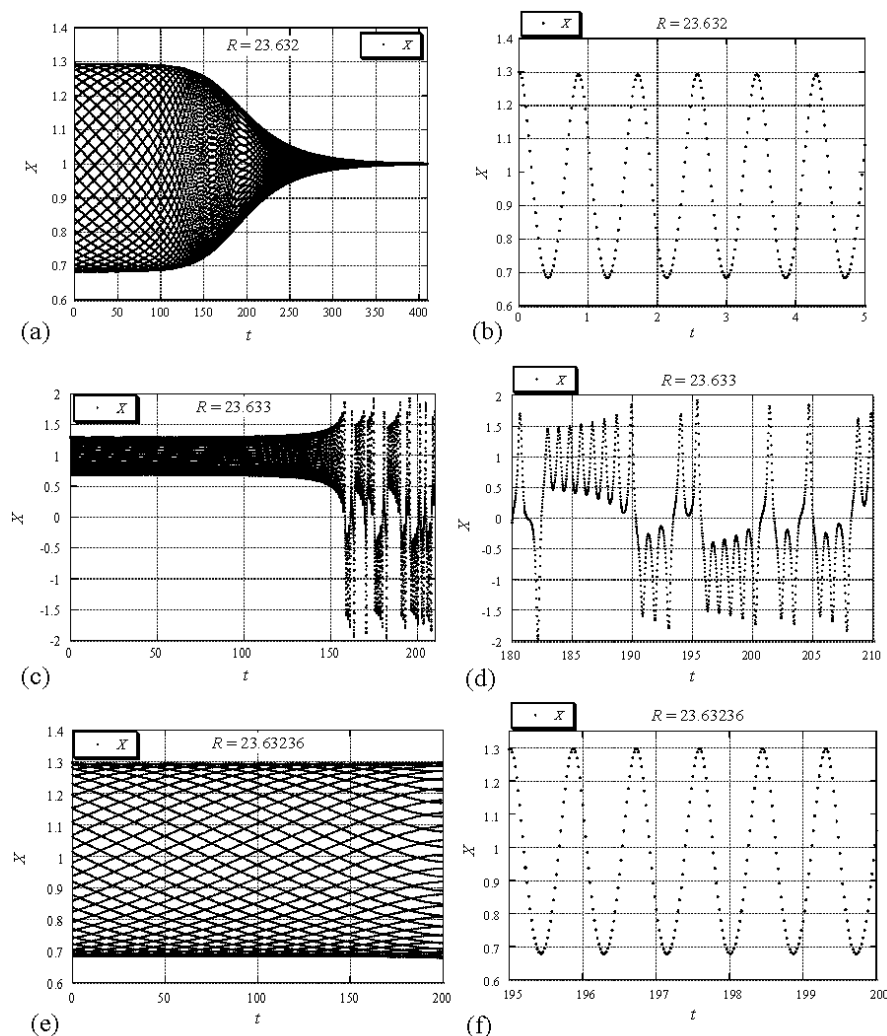 R = 23.632
X
1.4
1.3
1.2
1.1
1
0.9
0.8
0.7
0.6
X
0 50 100 150 200 250 300 350 400
t
(a)
X
R = 23.632
1.4
1.3
1.2
1.1
1
0.9
0.8
0.7
0.6
X
0 1 2 3 4 5
t
(b)
X
R = 23.633
2
1.5
1
0.5
0
-0.5
-1
-1.5
-2
X
0 50 100 150 200
t
(c)
X
R = 23.633
2
1.5
1
0.5
0
-0.5
-1
-1.5
-2
X
180 185 190 195 200 205 210
t
(d)
X
R = 23.63236
1.4
1.3
1.2
1.1
1
0.9
0.8
0.7
0.6
X
0 50 100 150 200
t
(e)
X
R = 23.63236
1.3
1.2
1.1
1
0.9
0.8
0.7
0.6
X
195 196 197 198 199 200
t
(f)